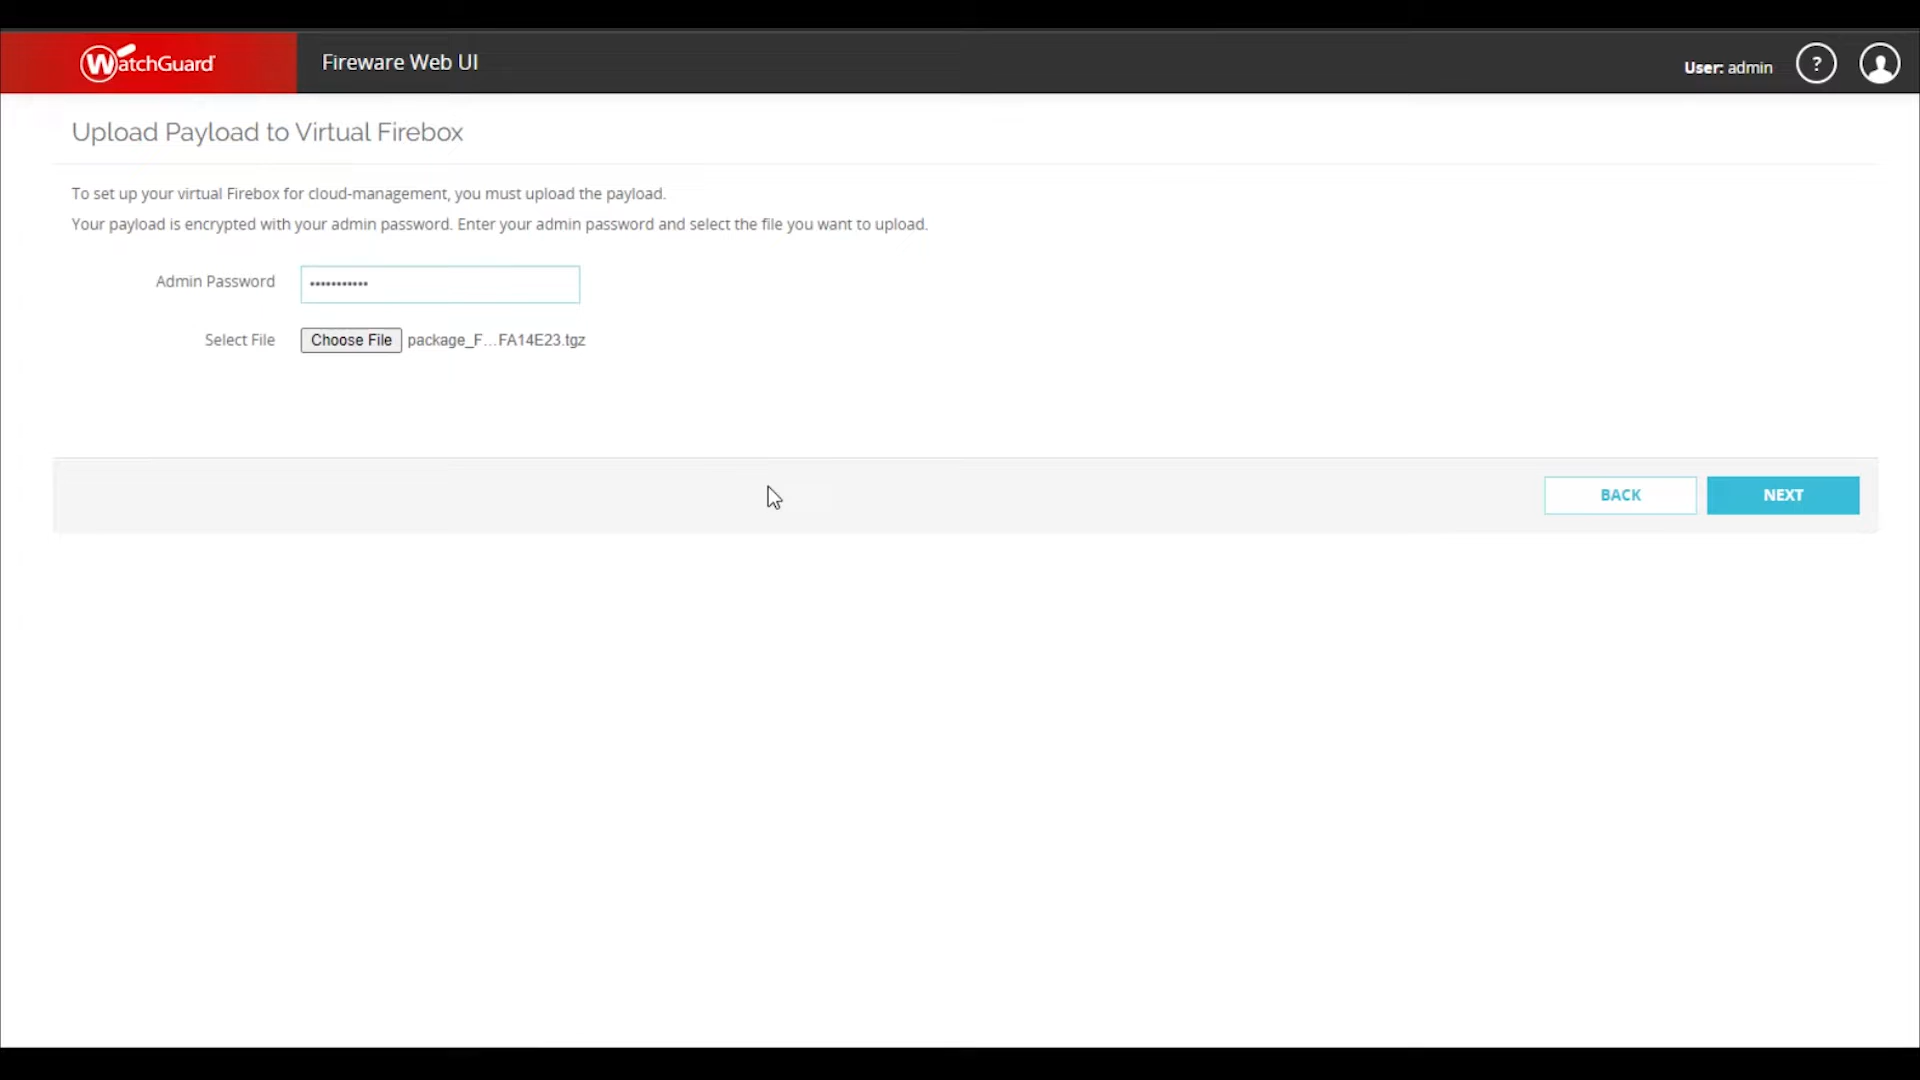 WatchGuard
Fireware Web UI
User: admin
?
Upload Payload to Virtual Firebox
To set up your virtual Firebox for cloud-management, you must upload the payload.
Your payload is encrypted with your admin password. Enter your admin password and select the file you want to upload.
Admin Password
•••••••••••
Select File
Choose File package_F...FA14E23.tgz
BACK
NEXT